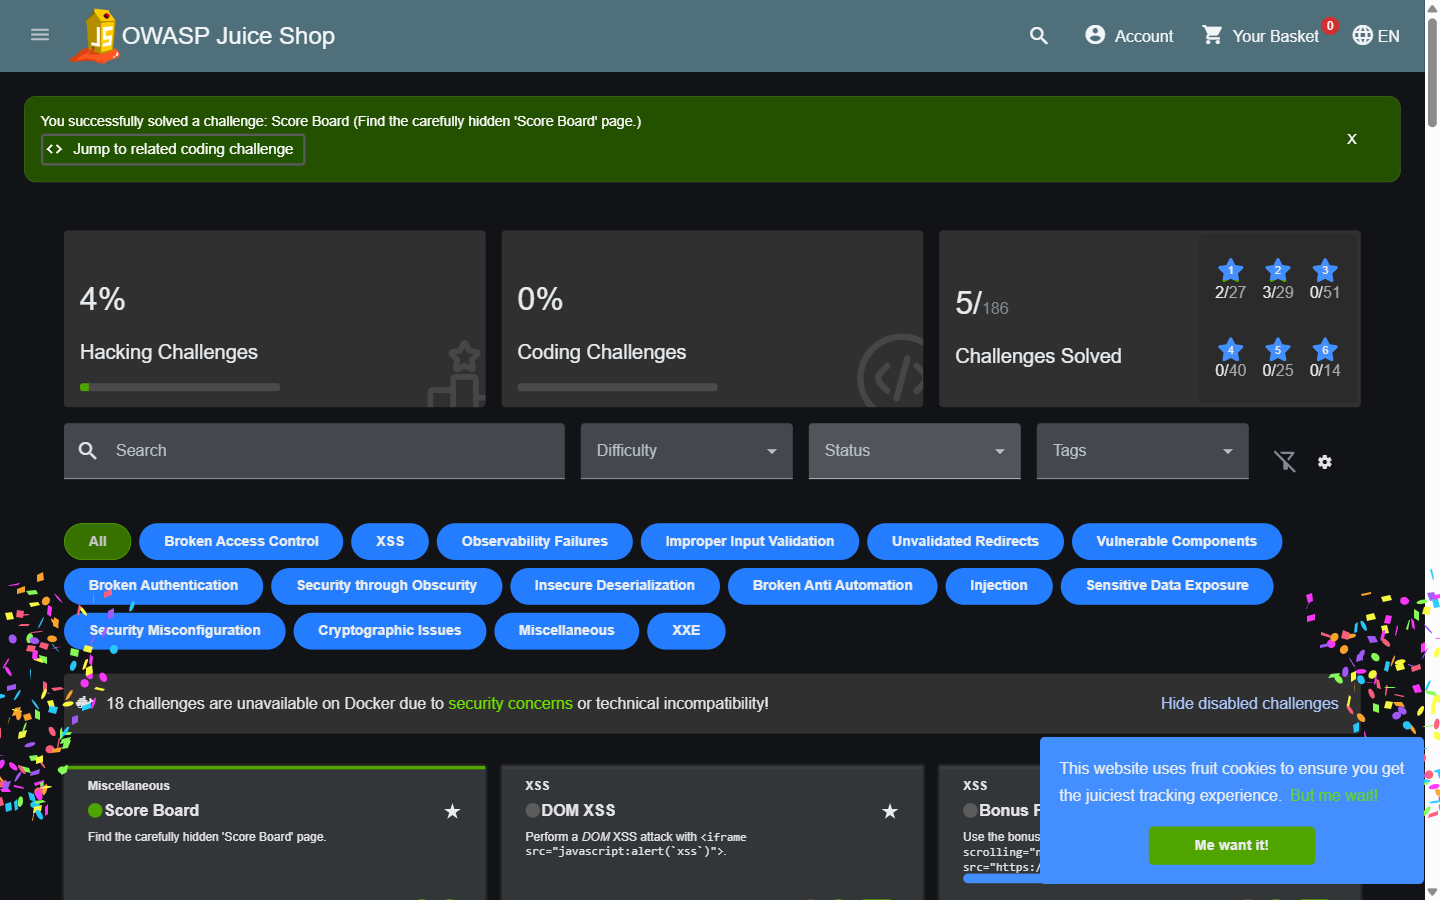 OWASP Juice Shop
Account
Your Basket
0
EN
You successfully solved a challenge: Score Board (Find the carefully hidden 'Score Board' page.)
<> Jump to related coding challenge
X
4%
Hacking Challenges
0%
Coding Challenges
5/186
Challenges Solved
1 2 3
2/27 3/29 0/51
4 5 6
0/40 0/25 0/14
Search
Difficulty
Status
Tags
All
Broken Access Control
XSS
Observability Failures
Improper Input Validation
Unvalidated Redirects
Vulnerable Components
Broken Authentication
Security through Obscurity
Insecure Deserialization
Broken Anti Automation
Injection
Sensitive Data Exposure
Security Misconfiguration
Cryptographic Issues
Miscellaneous
XXE
18 challenges are unavailable on Docker due to security concerns or technical incompatibility!
Hide disabled challenges
Miscellaneous
Score Board
Find the carefully hidden 'Score Board' page.
XSS
DOM XSS
Perform a DOM XSS attack with <iframe
src="javascript:alert(`xss`)">.
XSS
Bonus
Use the bonus
src="https:/
This website uses fruit cookies to ensure you get
the juiciest tracking experience. But me wait!
Me want it!